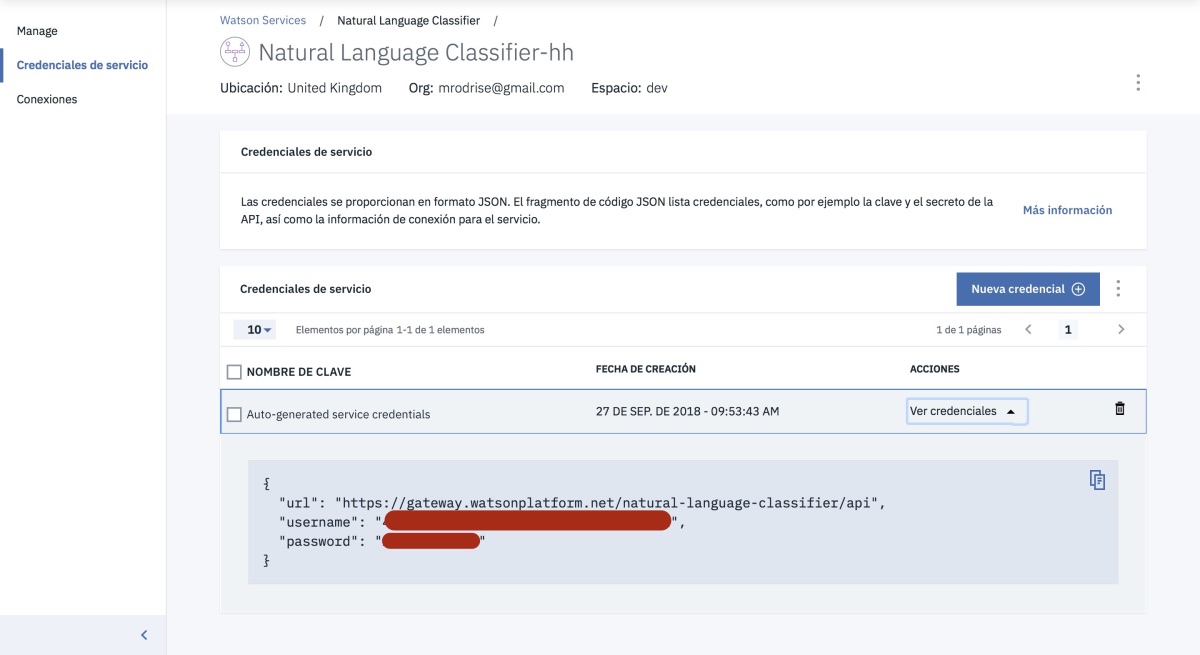 Manage
Credenciales de servicio
Conexiones
Watson Services / Natural Language Classifier /
Natural Language Classifier-hh
Ubicación: United Kingdom Org: mrodrise@gmail.com Espacio: dev
Credenciales de servicio
Las credenciales se proporcionan en formato JSON. El fragmento de código JSON lista credenciales, como por ejemplo la clave y el secreto de la
API, así como la información de conexión para el servicio.
Más información
Credenciales de servicio
Nueva credencial
10 Elementos por página 1-1 de 1 elementos 1 de 1 páginas 1
NOMBRE DE CLAVE FECHA DE CREACIÓN ACCIONES
Auto-generated service credentials 27 DE SEP. DE 2018 - 09:53:43 AM Ver credenciales
{
"url": "https://gateway.watsonplatform.net/natural-language-classifier/api",
"username": "",
"password": ""
}